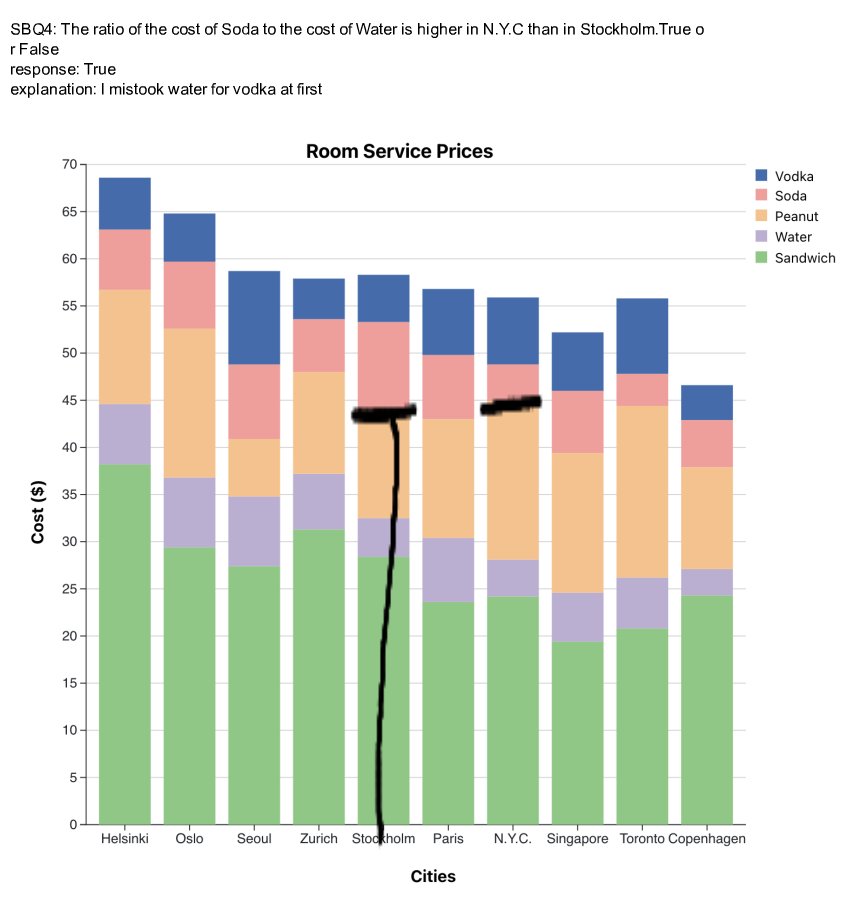 SBQ4: The ratio of the cost of Soda to the cost of Water is higher in N.Y.C than in Stockholm.True o
r False
response: True
explanation: I mistook water for vodka at first
Room Service Prices
70
65
60
55
50
45
40
35
30
25
20
15
10
5
0
Cost ($)
Vodka
Soda
Peanut
Water
Sandwich
Helsinki Oslo Seoul Zurich Stockholm Paris N.Y.C. Singapore Toronto Copenhagen
Cities